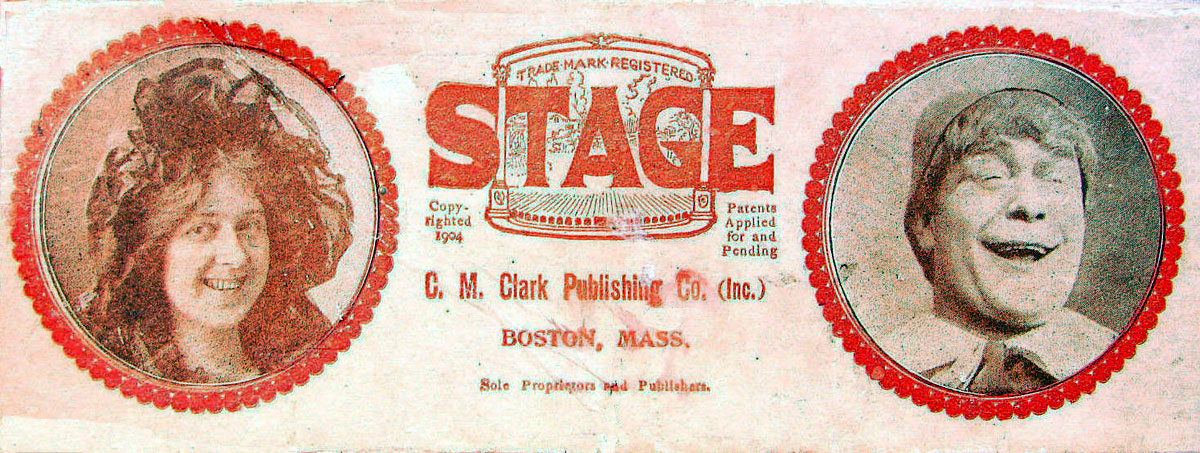 TRADE MARK REGISTERED
STAGE
Copy-
righted
1904
Patents
Applied
for and
Pending
C. M. Clark Publishing Co. (Inc.)
BOSTON, MASS.
Sole Proprietors and Publishers.